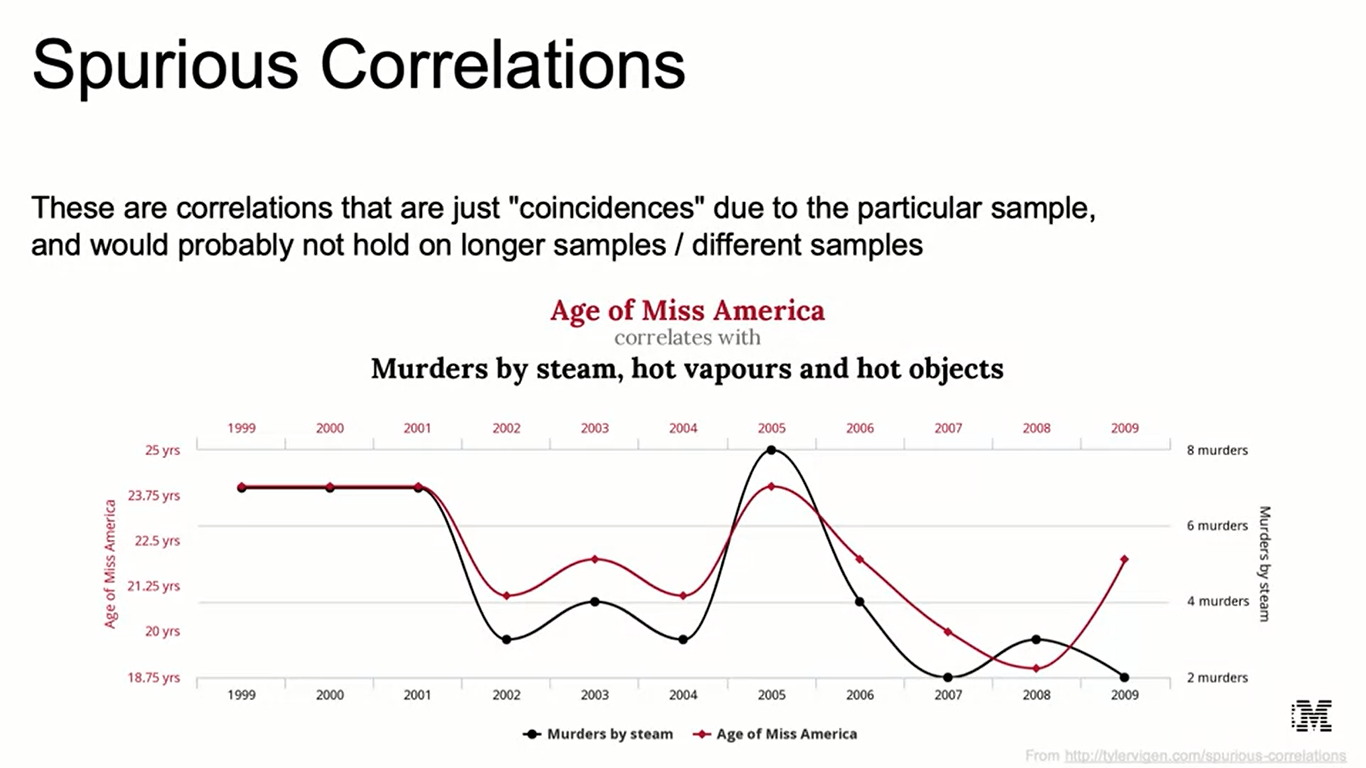 Spurious Correlations
These are correlations that are just "coincidences" due to the particular sample,
and would probably not hold on longer samples / different samples
Age of Miss America
correlates with
Murders by steam, hot vapours and hot objects
1999 2000 2001 2002 2003 2004 2005 2006 2007 2008 2009
25 yrs
23.75 yrs
22.5 yrs
21.25 yrs
20 yrs
18.75 yrs
Age of Miss America
8 murders
6 murders
4 murders
2 murders
Murders by steam
1999 2000 2001 2002 2003 2004 2005 2006 2007 2008 2009
Murders by steam Age of Miss America
M
From http://tylervigen.com/spurious-correlations